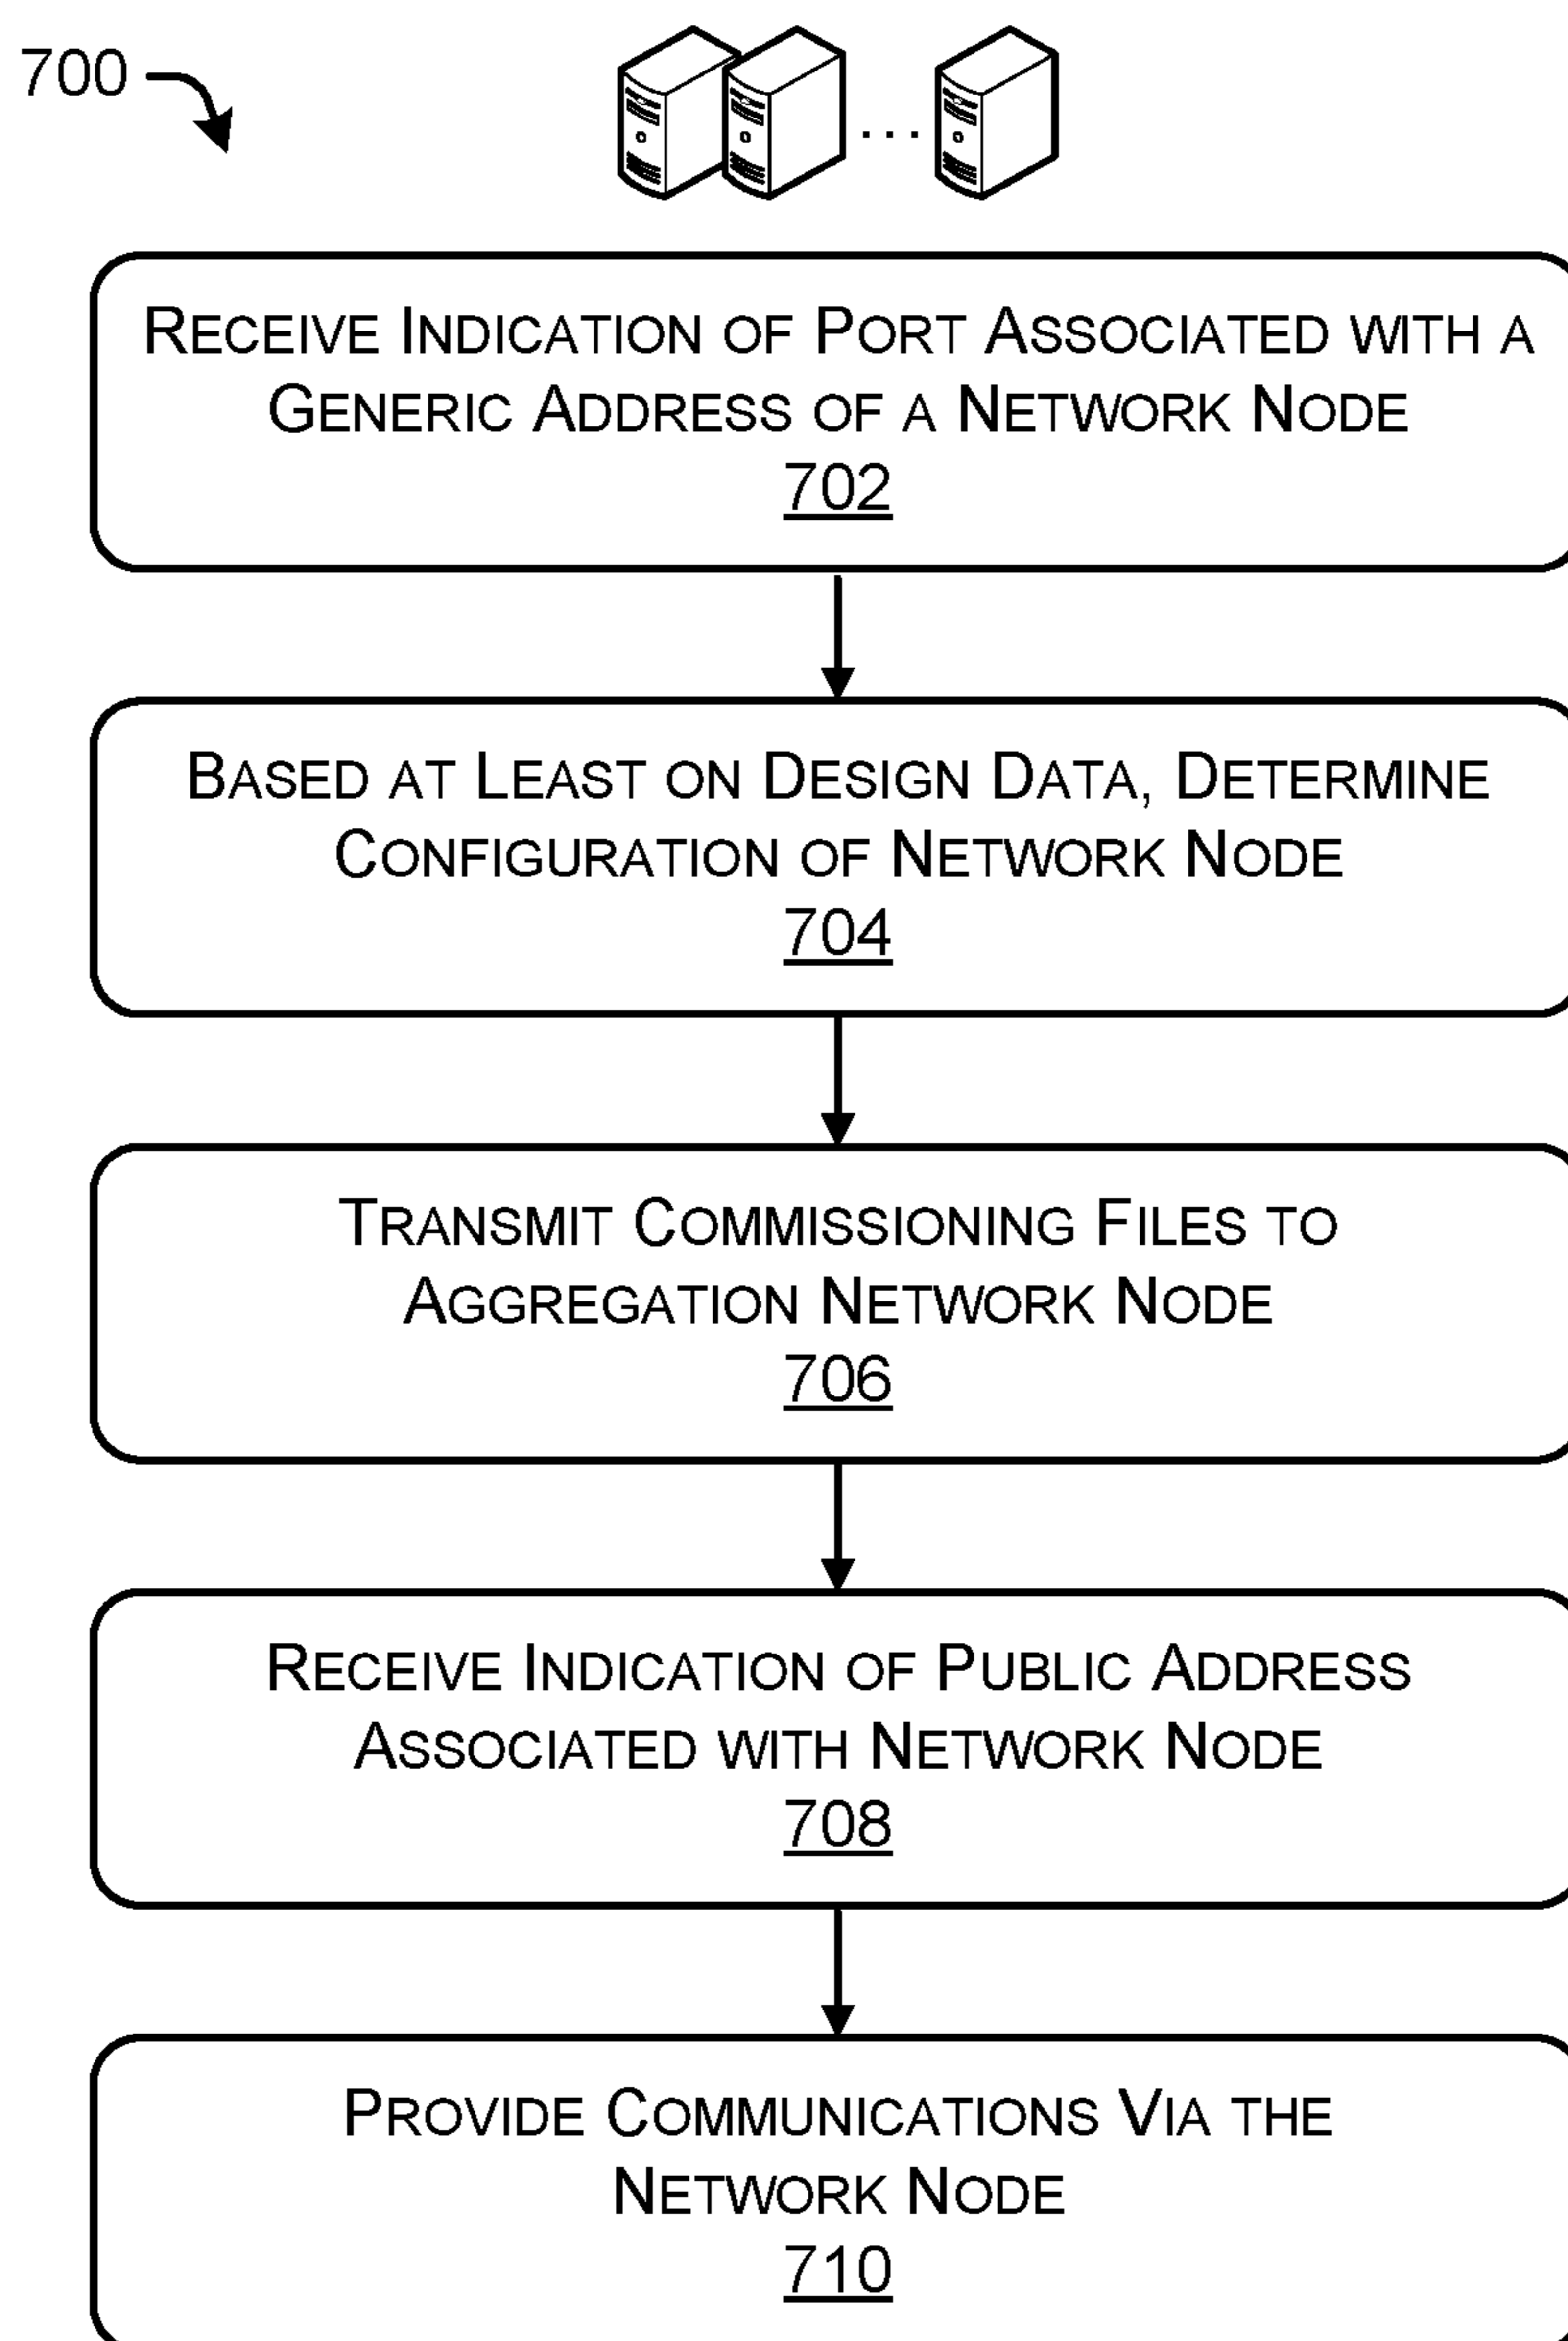 700
RECEIVE INDICATION OF PORT ASSOCIATED WITH A
GENERIC ADDRESS OF A NETWORK NODE
702
BASED AT LEAST ON DESIGN DATA, DETERMINE
CONFIGURATION OF NETWORK NODE
704
TRANSMIT COMMISSIONING FILES TO
AGGREGATION NETWORK NODE
706
RECEIVE INDICATION OF PUBLIC ADDRESS
ASSOCIATED WITH NETWORK NODE
708
PROVIDE COMMUNICATIONS VIA THE
NETWORK NODE
710